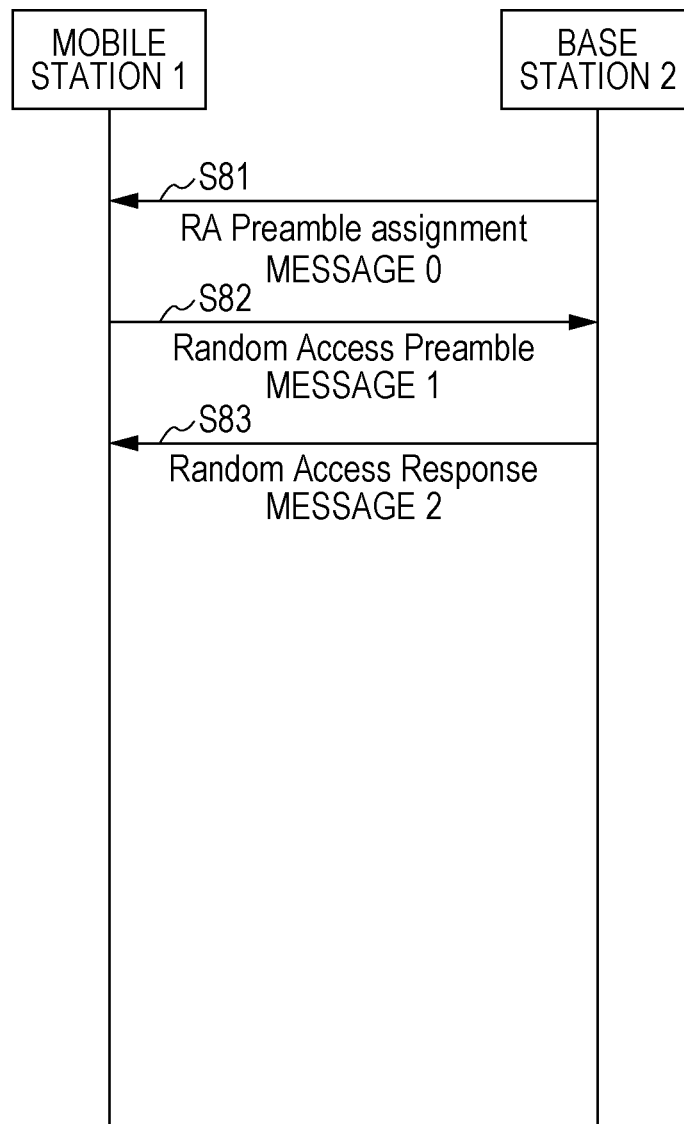 MOBILE
STATION 1
BASE
STATION 2
S81
RA Preamble assignment
MESSAGE 0
S82
Random Access Preamble
MESSAGE 1
S83
Random Access Response
MESSAGE 2